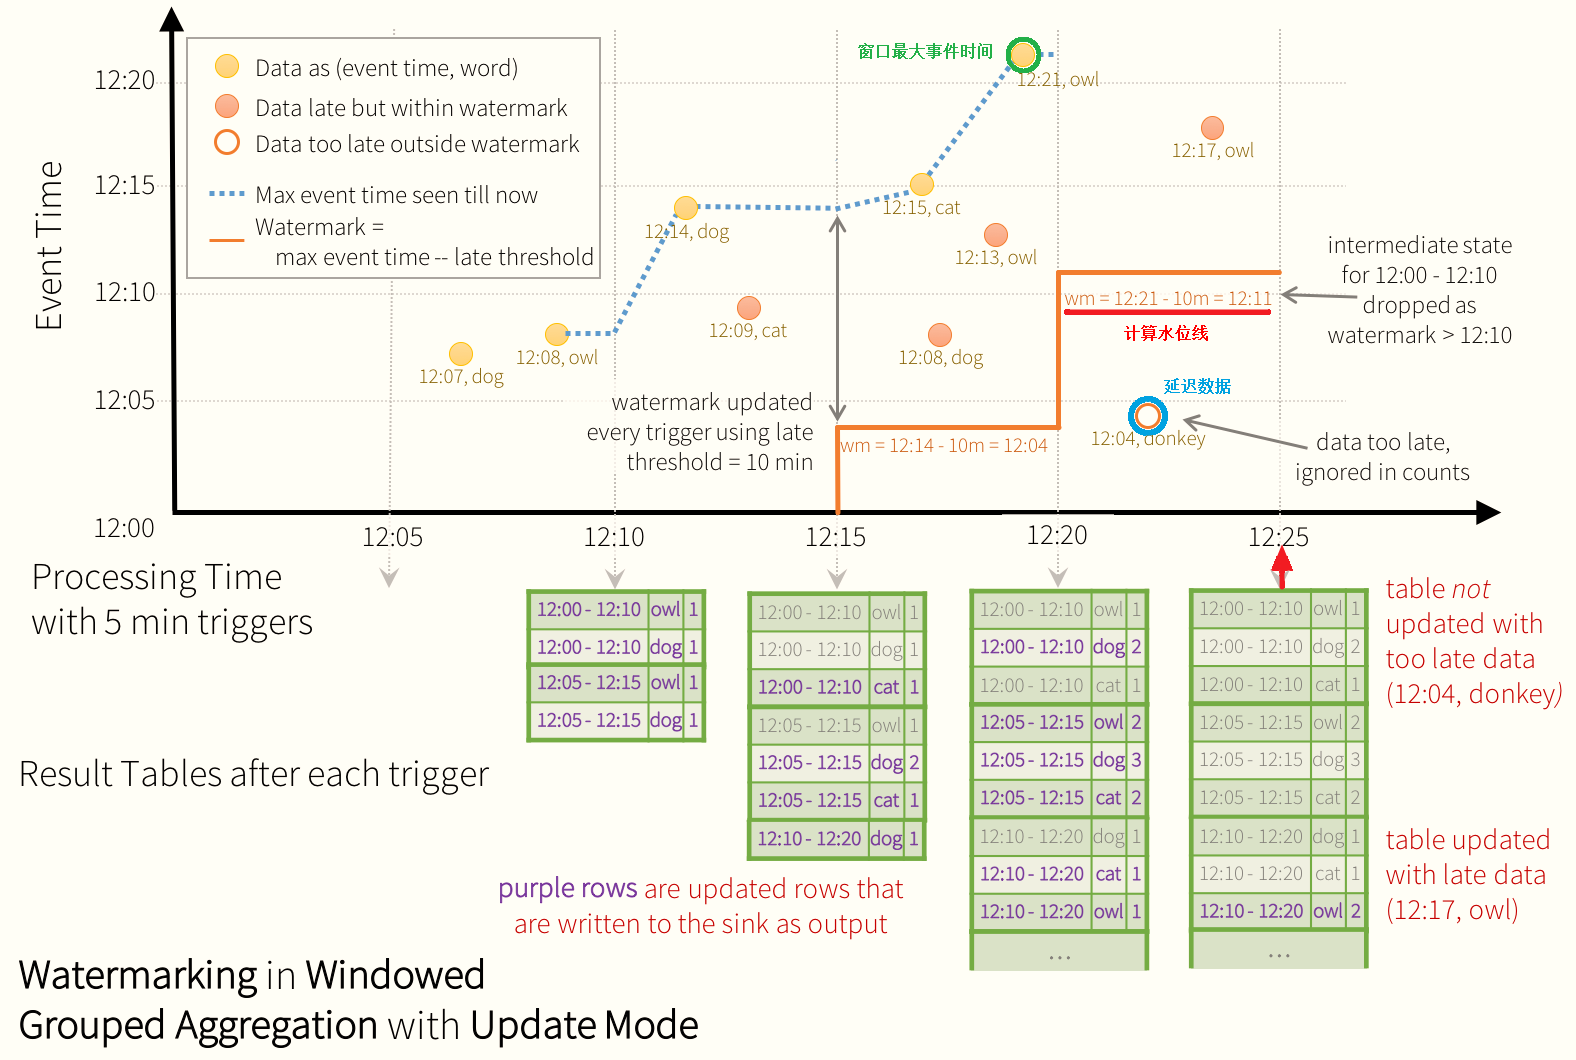 Event Time
12:20
12:15
12:10
12:05
12:00
Data as (event time, word)
Data late but within watermark
Data too late outside watermark
Max event time seen till now
Watermark =
max event time -- late threshold
窗口最大事件时间
12:21, owl
12:17, owl
12:14, dog
12:15, cat
12:13, owl
12:09, cat
12:08, owl
12:08, dog
12:07, dog
wm = 12:21 - 10m = 12:11
计算水位线
intermediate state
for 12:00 - 12:10
dropped as
watermark > 12:10
延迟数据
12:04, donkey
data too late,
ignored in counts
watermark updated
every trigger using late
threshold = 10 min
wm = 12:14 - 10m = 12:04
12:05
12:10
12:15
12:20
12:25
Processing Time
with 5 min triggers
Result Tables after each trigger
12:00 - 12:10 owl 1
12:00 - 12:10 dog 1
12:05 - 12:15 owl 1
12:05 - 12:15 dog 1
12:00 - 12:10 owl 1
12:00 - 12:10 dog 1
12:00 - 12:10 cat 1
12:05 - 12:15 owl 1
12:05 - 12:15 dog 2
12:05 - 12:15 cat 1
12:10 - 12:20 dog 1
12:00 - 12:10 owl 1
12:00 - 12:10 dog 2
12:00 - 12:10 cat 1
12:05 - 12:15 owl 2
12:05 - 12:15 dog 3
12:05 - 12:15 cat 2
12:10 - 12:20 dog 1
12:10 - 12:20 cat 1
12:10 - 12:20 owl 1
...
12:00 - 12:10 owl 1
12:00 - 12:10 dog 2
12:00 - 12:10 cat 1
12:05 - 12:15 owl 2
12:05 - 12:15 dog 3
12:05 - 12:15 cat 2
12:10 - 12:20 dog 1
12:10 - 12:20 cat 1
12:10 - 12:20 owl 2
...
table not
updated with
too late data
(12:04, donkey)
table updated
with late data
(12:17, owl)
purple rows are updated rows that
are written to the sink as output
Watermarking in Windowed
Grouped Aggregation with Update Mode